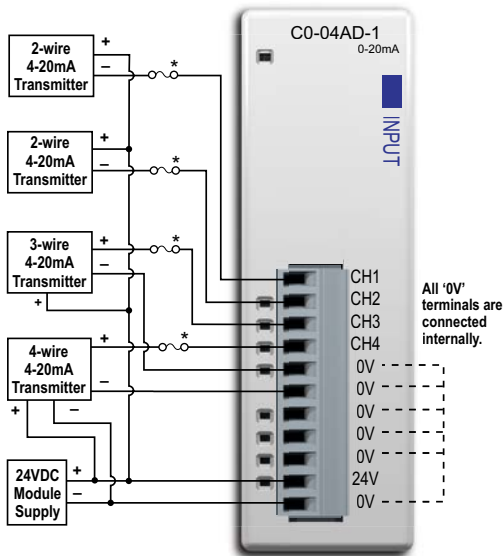 C0-04AD-1
0-20mA
INPUT
2-wire
4-20mA
Transmitter
+
–
*
2-wire
4-20mA
Transmitter
+
–
*
3-wire
4-20mA
Transmitter
+
–
+
*
4-wire
4-20mA
Transmitter
+
–
+
–
*
24VDC
Module
Supply
+
–
CH1
CH2
CH3
CH4
0V
0V
0V
0V
0V
24V
0V
All ‘0V’
terminals are
connected
internally.